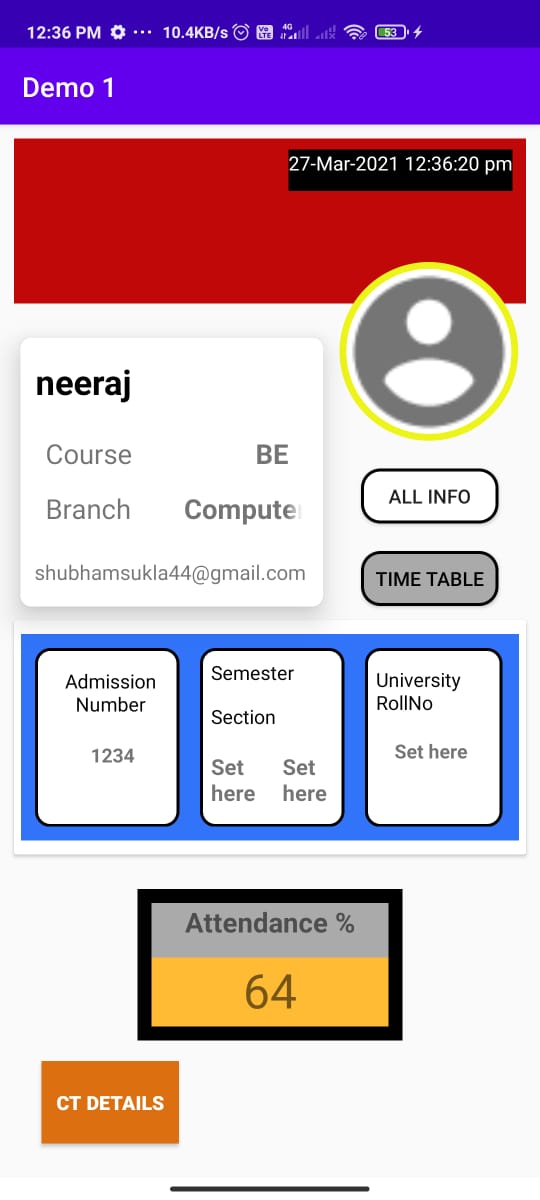 12:36 PM ... 10.4KB/s Vo LTE 4G 53
Demo 1
27-Mar-2021 12:36:20 pm
neeraj
Course BE
Branch Compute
shubhamsukla44@gmail.com
ALL INFO
TIME TABLE
Admission
Number
1234
Semester
Section
Set Set
here here
University
RollNo
Set here
Attendance %
64
CT DETAILS